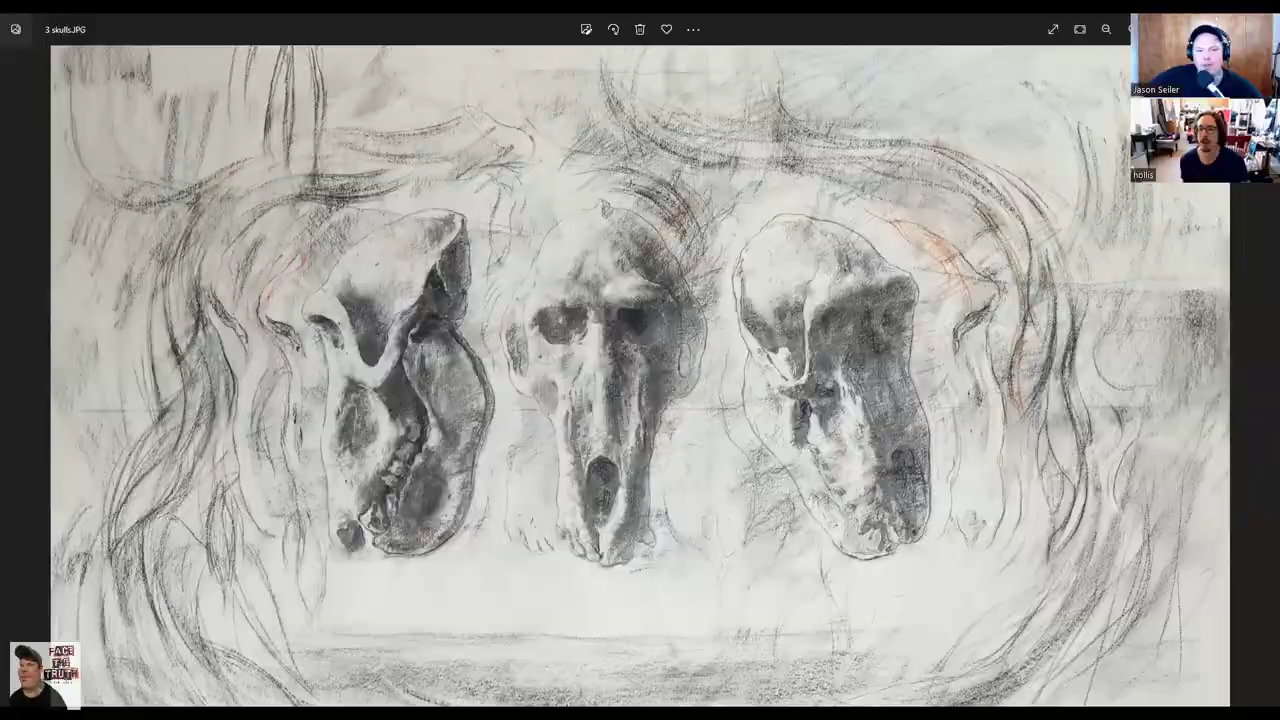 3 skulls.JPG
Jason Seiler
hollis
FACE
THE
TRUTH